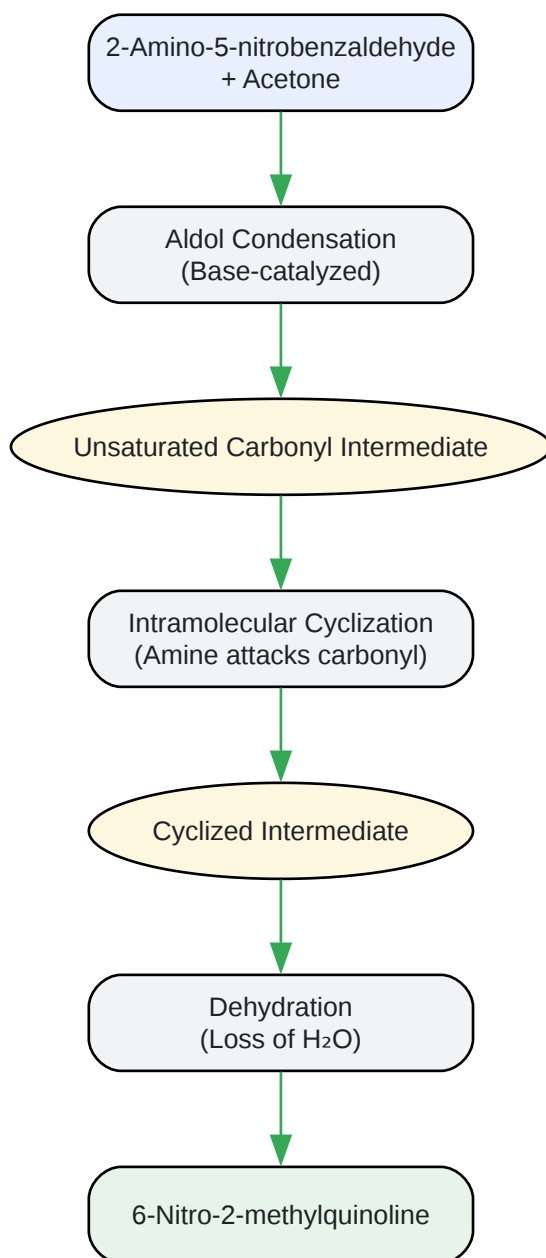 2-Amino-5-nitrobenzaldehyde
+ Acetone
Aldol Condensation
(Base-catalyzed)
Unsaturated Carbonyl Intermediate
Intramolecular Cyclization
(Amine attacks carbonyl)
Cyclized Intermediate
Dehydration
(Loss of H₂O)
6-Nitro-2-methylquinoline